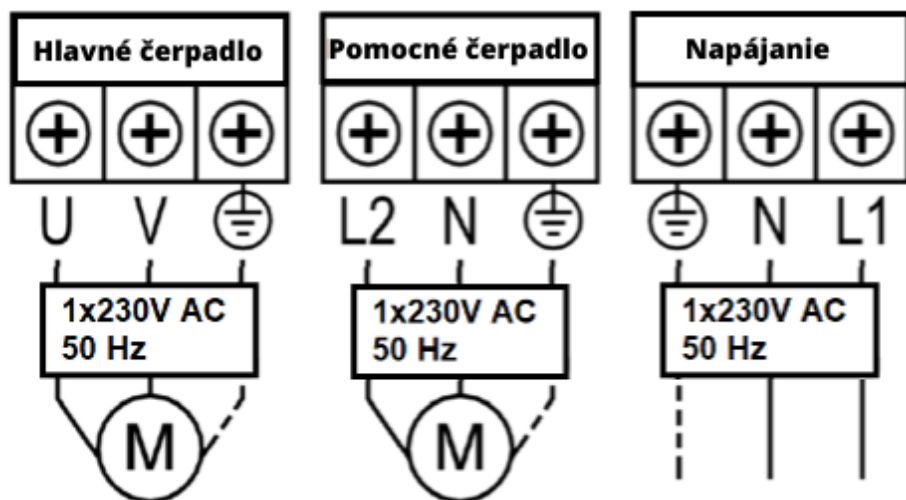 Hlavné čerpadlo
Pomocné čerpadlo
Napájanie
U V
L2 N
N L1
1x230V AC
50 Hz
1x230V AC
50 Hz
1x230V AC
50 Hz
M
M